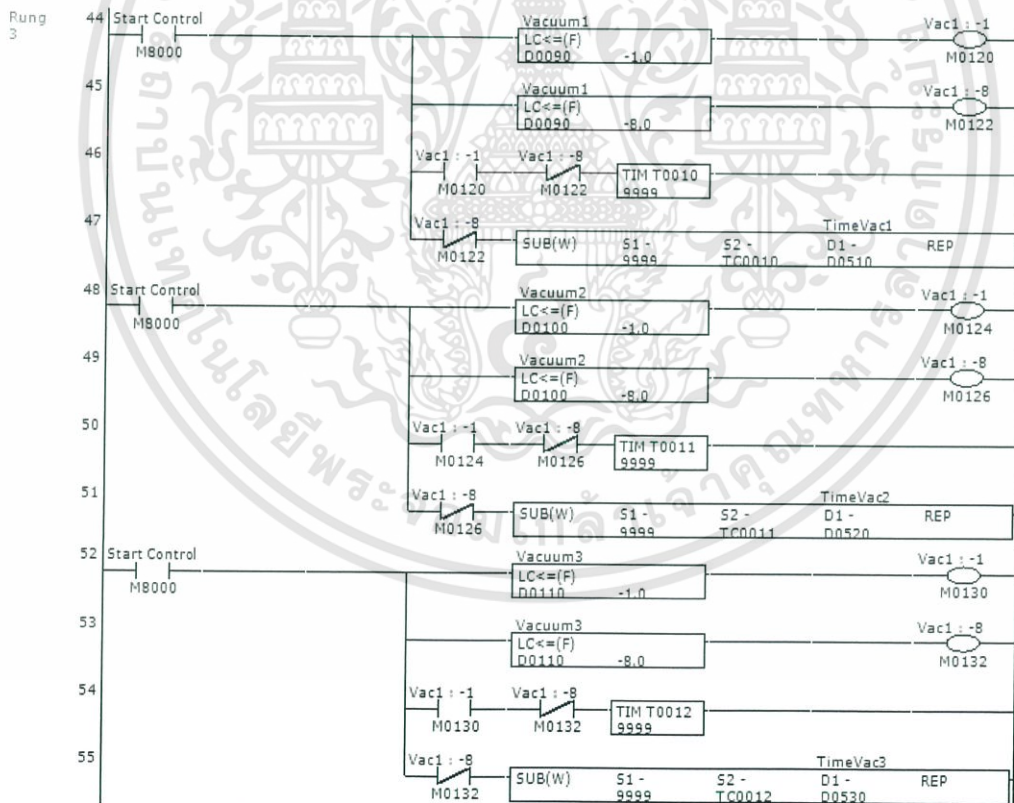 Rung
3
44
Start Control
M8000
Vacuum1
LC<=(F)
D0090 -1.0
Vac1 : -1
M0120
45
Vacuum1
LC<=(F)
D0090 -8.0
Vac1 : -8
M0122
46
Vac1 : -1
M0120
Vac1 : -8
M0122
TIM T0010
9999
47
Vac1 : -8
M0122
TimeVac1
SUB(W) S1 - S2 - D1 - REP
9999 TC0010 D0510
48
Start Control
M8000
Vacuum2
LC<=(F)
D0100 -1.0
Vac1 : -1
M0124
49
Vacuum2
LC<=(F)
D0100 -8.0
Vac1 : -8
M0126
50
Vac1 : -1
M0124
Vac1 : -8
M0126
TIM T0011
9999
51
Vac1 : -8
M0126
TimeVac2
SUB(W) S1 - S2 - D1 - REP
9999 TC0011 D0520
52
Start Control
M8000
Vacuum3
LC<=(F)
D0110 -1.0
Vac1 : -1
M0130
53
Vacuum3
LC<=(F)
D0110 -8.0
Vac1 : -8
M0132
54
Vac1 : -1
M0130
Vac1 : -8
M0132
TIM T0012
9999
55
Vac1 : -8
M0132
TimeVac3
SUB(W) S1 - S2 - D1 - REP
9999 TC0012 D0530